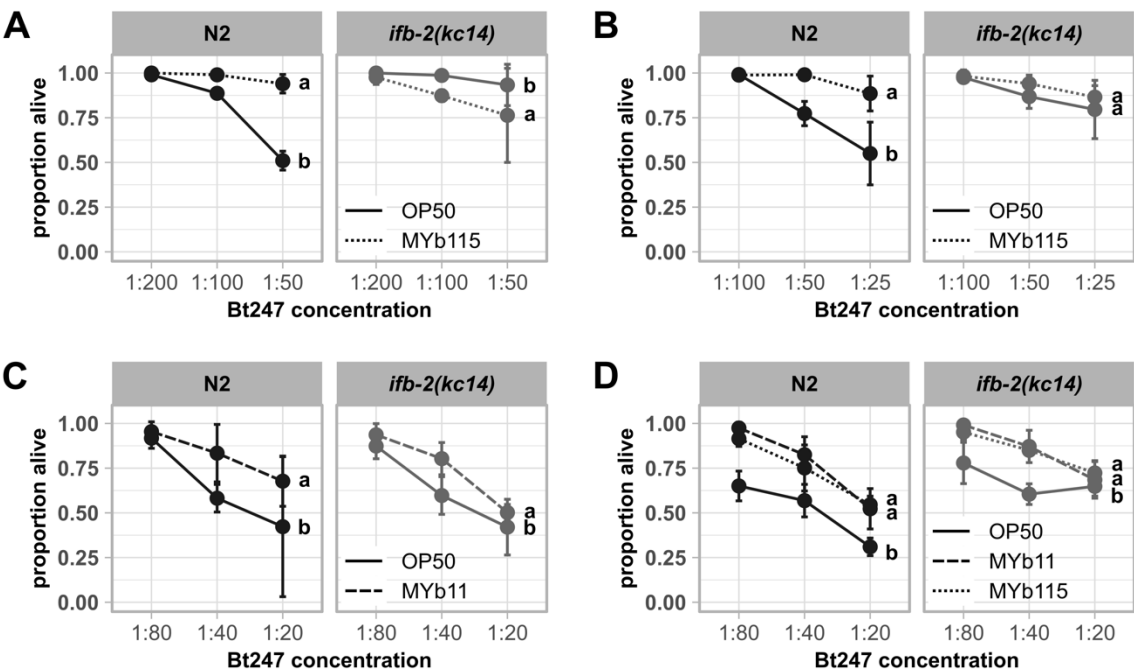 A
N2
ifb-2(kc14)
proportion alive
1.00
0.75
0.50
0.25
0.00
a
b
b
a
OP50
MYb115
1:200 1:100 1:50
1:200 1:100 1:50
Bt247 concentration
B
N2
ifb-2(kc14)
proportion alive
1.00
0.75
0.50
0.25
0.00
a
b
a
a
OP50
MYb115
1:100 1:50 1:25
1:100 1:50 1:25
Bt247 concentration
C
N2
ifb-2(kc14)
proportion alive
1.00
0.75
0.50
0.25
0.00
a
b
a
b
OP50
MYb11
1:80 1:40 1:20
1:80 1:40 1:20
Bt247 concentration
D
N2
ifb-2(kc14)
proportion alive
1.00
0.75
0.50
0.25
0.00
a
a
b
a
a
b
OP50
MYb11
MYb115
1:80 1:40 1:20
1:80 1:40 1:20
Bt247 concentration